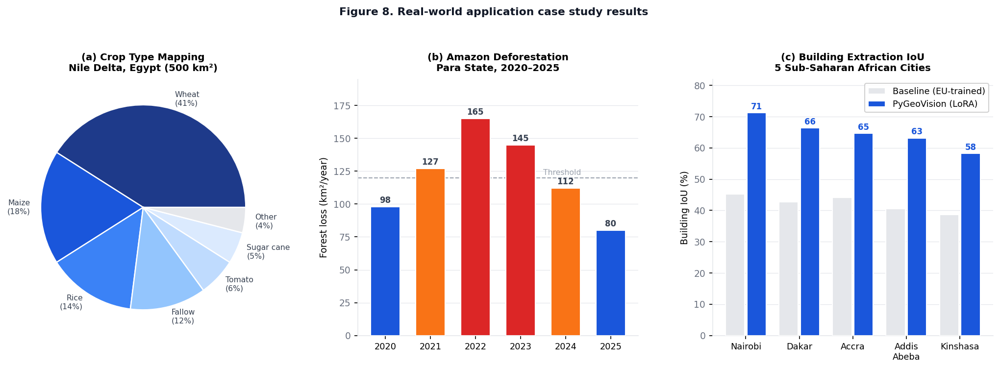 Figure 8. Real-world application case study results
(a) Crop Type Mapping
Nile Delta, Egypt (500 km²)
Wheat
(41%)
Maize
(18%)
Rice
(14%)
Fallow
(12%)
Tomato
(6%)
Sugar cane
(5%)
Other
(4%)
(b) Amazon Deforestation
Para State, 2020–2025
Forest loss (km²/year)
175
150
125
100
75
50
25
0
98
127
165
145
Threshold
112
80
2020
2021
2022
2023
2024
2025
(c) Building Extraction IoU
5 Sub-Saharan African Cities
Baseline (EU-trained)
PyGeoVision (LoRA)
Building IoU (%)
80
70
60
50
40
30
20
10
0
71
66
65
63
58
Nairobi
Dakar
Accra
Addis
Abeba
Kinshasa